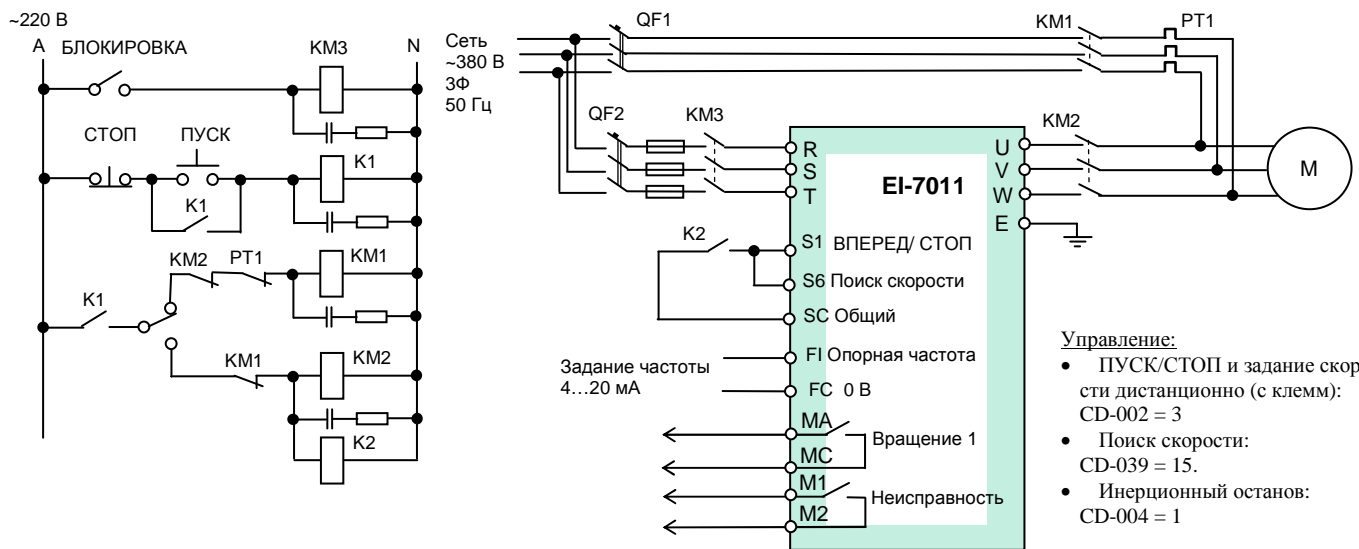 ~220 В
А БЛОКИРОВКА
KM3
N
СТОП ПУСК
K1
K1
KM2 PT1 KM1
K1
KM1 KM2
K2
Сеть
~380 В
3Ф
50 Гц
QF1
KM1 PT1
QF2 KM3
KM2
R
S
T
EI-7011
U
V
W
E
M
K2
S1 ВПЕРЕД/ СТОП
S6 Поиск скорости
SC Общий
Задание частоты
4...20 мА
FI Опорная частота
FC 0 В
MA
Вращение 1
MC
M1
Неисправность
M2
Управление:
• ПУСК/СТОП и задание скор
сти дистанционно (с клемм):
CD-002 = 3
• Поиск скорости:
CD-039 = 15.
• Инерционный останов:
CD-004 = 1